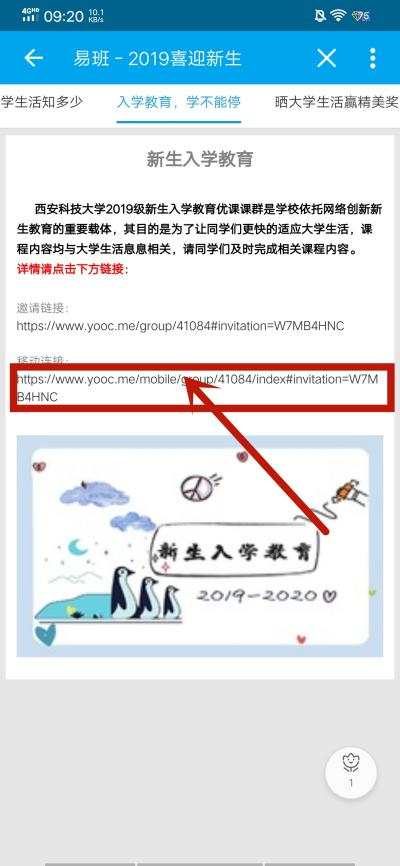 4GHD 09:20 10.1 KB/s 75
易班 - 2019喜迎新生
学生活知多少 入学教育，学不能停 晒大学生活赢精美奖
新生入学教育
西安科技大学2019级新生入学教育优课课群是学校依托网络创新新
生教育的重要载体，其目的是为了让同学们更快的适应大学生活，课
程内容均与大学生活息息相关，请同学们及时完成相关课程内容。
详情请点击下方链接：
邀请链接：
https://www.yooc.me/group/41084#invitation=W7MB4HNC
移动连接：
https://www.yooc.me/mobile/group/41084/index#invitation=W7M
B4HNC
新生入学教育
2019-2020
1